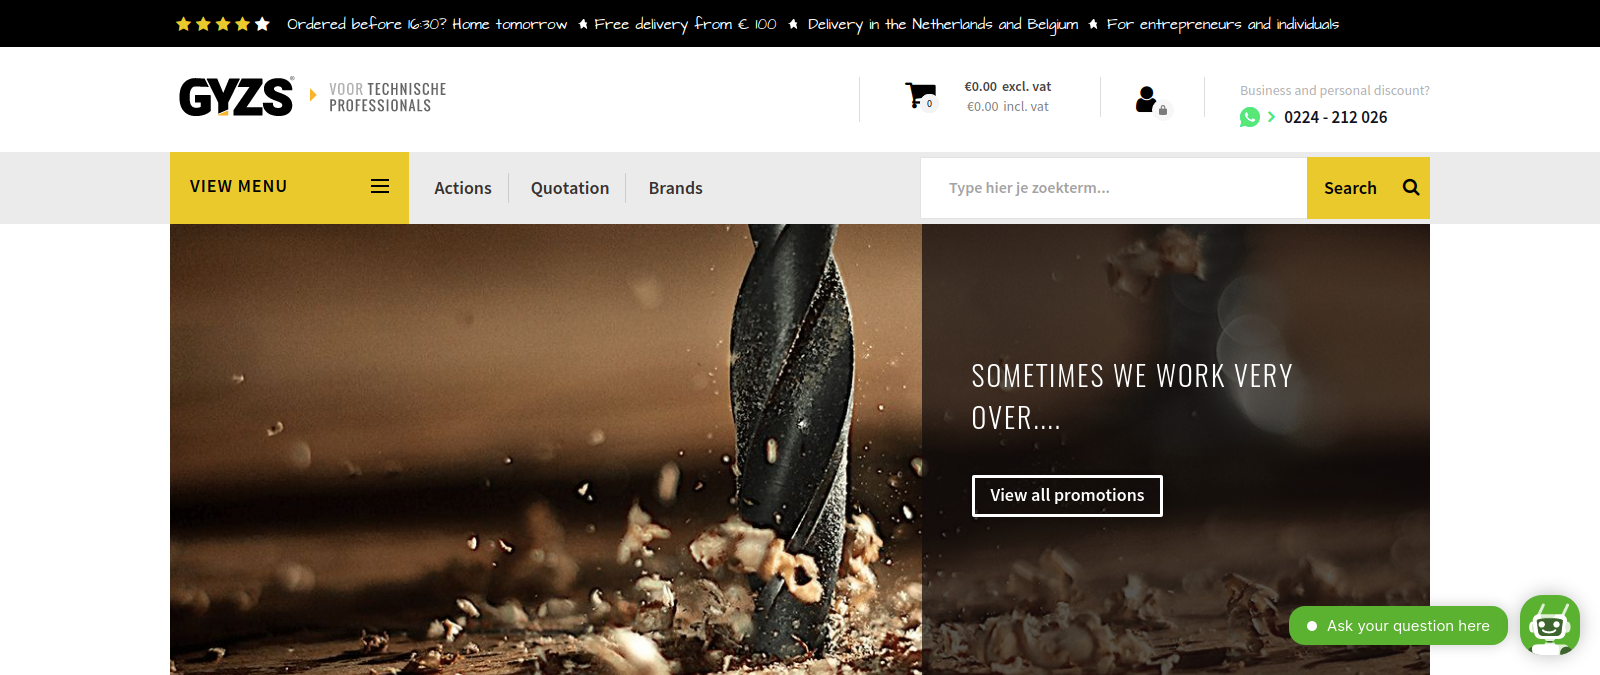 Ordered before 16:30? Home tomorrow Free delivery from € 100 Delivery in the Netherlands and Belgium For entrepreneurs and individuals
GYZS®
VOOR TECHNISCHE
PROFESSIONALS
0
€0.00 excl. vat
€0.00 incl. vat
Business and personal discount?
0224 - 212 026
VIEW MENU
Actions
Quotation
Brands
Type hier je zoekterm...
Search
SOMETIMES WE WORK VERY
OVER....
View all promotions
Ask your question here